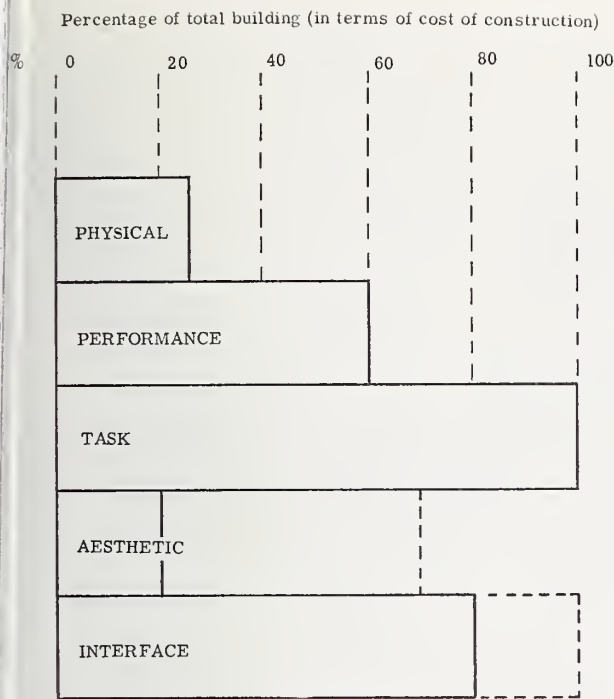 Percentage of total building (in terms of cost of construction)
% 0 20 40 60 80 100
PHYSICAL
PERFORMANCE
TASK
AESTHETIC
INTERFACE